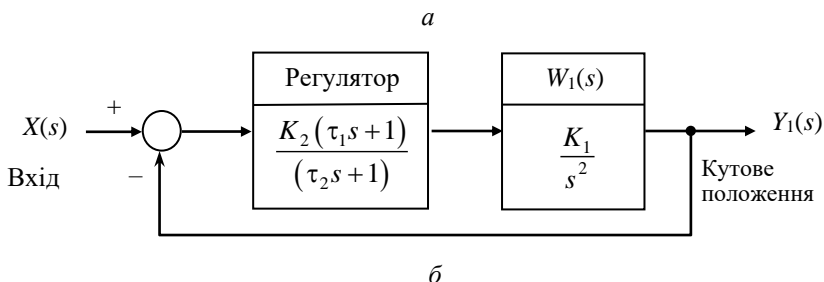 а
Регулятор
W₁(s)
X(s)
+
K₂(τ₁s+1)
(τ₂s+1)
K₁
s²
Y₁(s)
Вхід
−
Кутове
положення
б